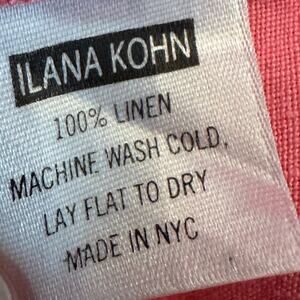 ILANA KOHN
100% LINEN
MACHINE WASH COLD,
LAY FLAT TO DRY
MADE IN NYC